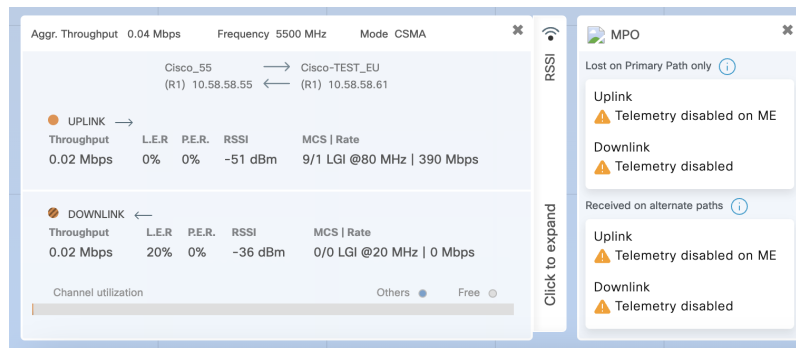 Aggr. Throughput 0.04 Mbps Frequency 5500 MHz Mode CSMA
Cisco_55 → Cisco-TEST_EU
(R1) 10.58.58.55 ← (R1) 10.58.58.61
UPLINK →
Throughput L.E.R P.E.R. RSSI MCS | Rate
0.02 Mbps 0% 0% -51 dBm 9/1 LGI @80 MHz | 390 Mbps
DOWNLINK ←
Throughput L.E.R P.E.R. RSSI MCS | Rate
0.02 Mbps 20% 0% -36 dBm 0/0 LGI @20 MHz | 0 Mbps
Channel utilization Others Free
RSSI
Click to expand
MPO
Lost on Primary Path only i
Uplink
Telemetry disabled on ME
Downlink
Telemetry disabled
Received on alternate paths i
Uplink
Telemetry disabled on ME
Downlink
Telemetry disabled